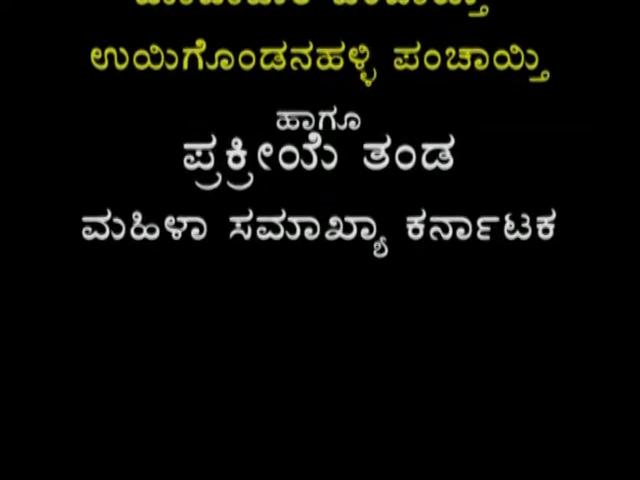 ಉಯಿಗೊಂಡನಹಳ್ಳಿ ಪಂಚಾಯ್ತಿ
ಹಾಗೂ
ಪ್ರಕ್ರೀಯೆ ತಂಡ
ಮಹಿಳಾ ಸಮಾಖ್ಯಾ ಕರ್ನಾಟಕ